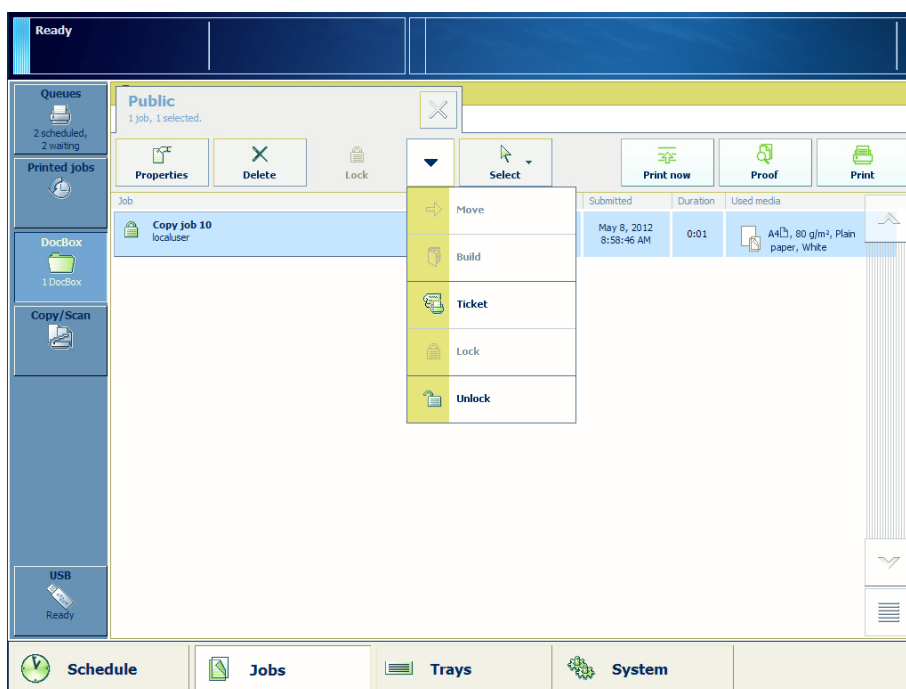 Ready
Queues
2 scheduled,
2 waiting
Printed jobs
DocBox
1 DocBox
Copy/Scan
USB
Ready
Public
1 job, 1 selected.
Properties
Delete
Lock
Select
Print now
Proof
Print
Job
Submitted
Duration
Used media
Copy job 10
localuser
May 8, 2012
8:58:46 AM
0:01
A4, 80 g/m², Plain
paper, White
Move
Build
Ticket
Lock
Unlock
Schedule
Jobs
Trays
System